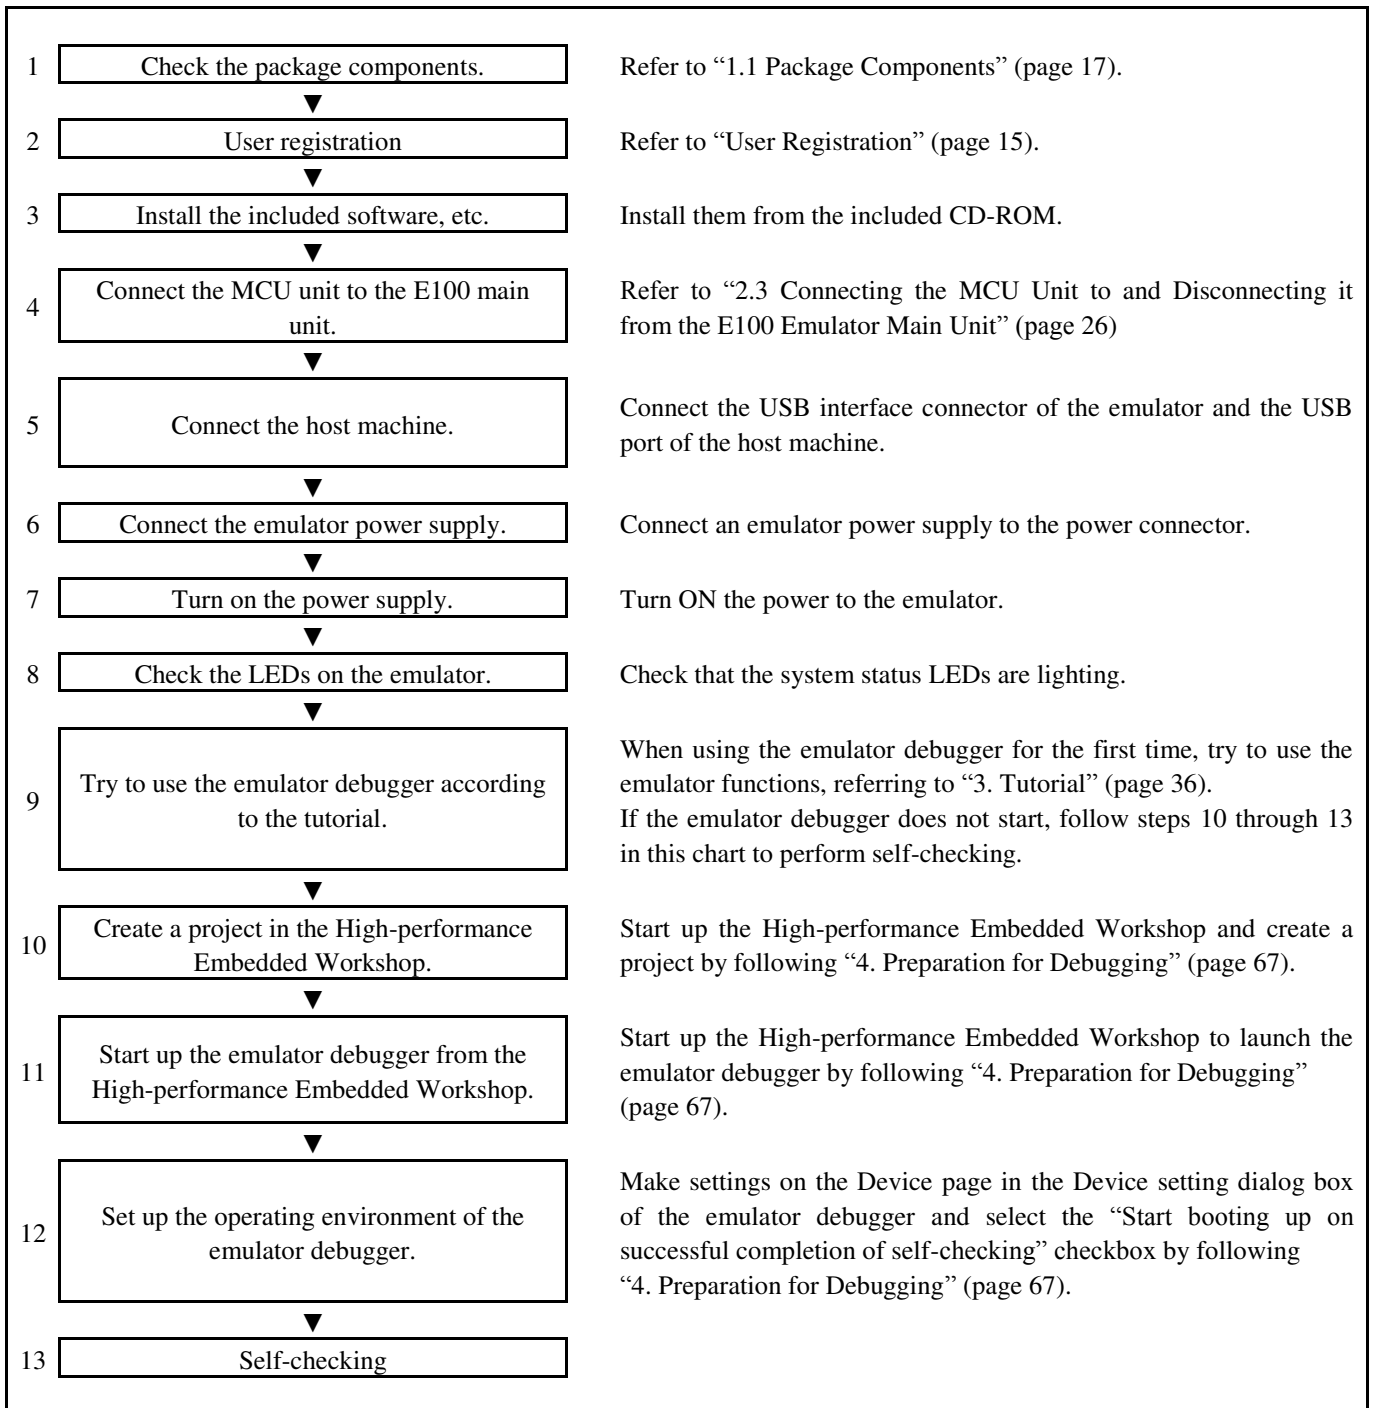 1 Check the package components. Refer to “1.1 Package Components” (page 17).
▼
2 User registration Refer to “User Registration” (page 15).
▼
3 Install the included software, etc. Install them from the included CD-ROM.
▼
4 Connect the MCU unit to the E100 main
unit.
Refer to “2.3 Connecting the MCU Unit to and Disconnecting it
from the E100 Emulator Main Unit” (page 26)
▼
5 Connect the host machine.
Connect the USB interface connector of the emulator and the USB
port of the host machine.
▼
6 Connect the emulator power supply. Connect an emulator power supply to the power connector.
▼
7 Turn on the power supply. Turn ON the power to the emulator.
▼
8 Check the LEDs on the emulator. Check that the system status LEDs are lighting.
▼
9 Try to use the emulator debugger according
to the tutorial.
When using the emulator debugger for the first time, try to use the
emulator functions, referring to “3. Tutorial” (page 36).
If the emulator debugger does not start, follow steps 10 through 13
in this chart to perform self-checking.
▼
10 Create a project in the High-performance
Embedded Workshop.
Start up the High-performance Embedded Workshop and create a
project by following “4. Preparation for Debugging” (page 67).
▼
11 Start up the emulator debugger from the
High-performance Embedded Workshop.
Start up the High-performance Embedded Workshop to launch the
emulator debugger by following “4. Preparation for Debugging”
(page 67).
▼
12 Set up the operating environment of the
emulator debugger.
Make settings on the Device page in the Device setting dialog box
of the emulator debugger and select the “Start booting up on
successful completion of self-checking” checkbox by following
“4. Preparation for Debugging” (page 67).
▼
13 Self-checking